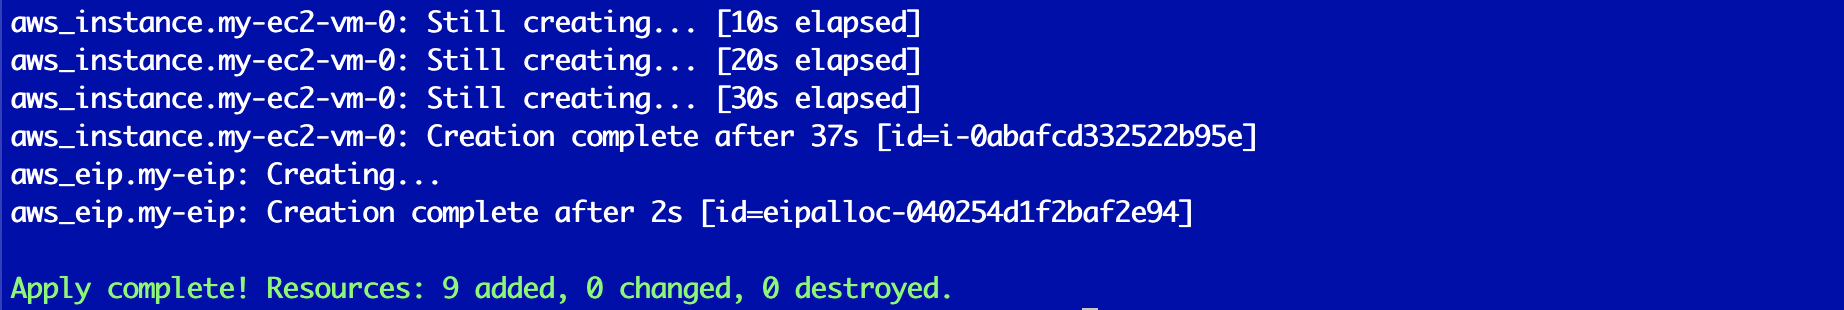 aws_instance.my-ec2-vm-0: Still creating... [10s elapsed]
aws_instance.my-ec2-vm-0: Still creating... [20s elapsed]
aws_instance.my-ec2-vm-0: Still creating... [30s elapsed]
aws_instance.my-ec2-vm-0: Creation complete after 37s [id=i-0abafcd332522b95e]
aws_eip.my-eip: Creating...
aws_eip.my-eip: Creation complete after 2s [id=eipalloc-040254d1f2baf2e94]
Apply complete! Resources: 9 added, 0 changed, 0 destroyed.